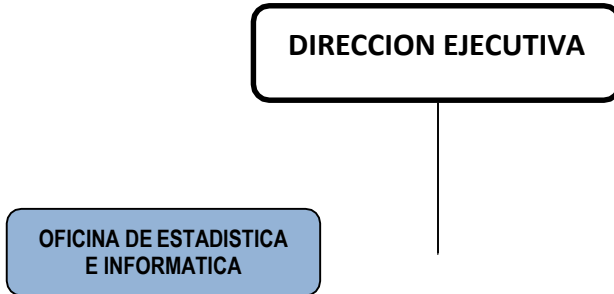 DIRECCION EJECUTIVA
OFICINA DE ESTADISTICA
E INFORMATICA